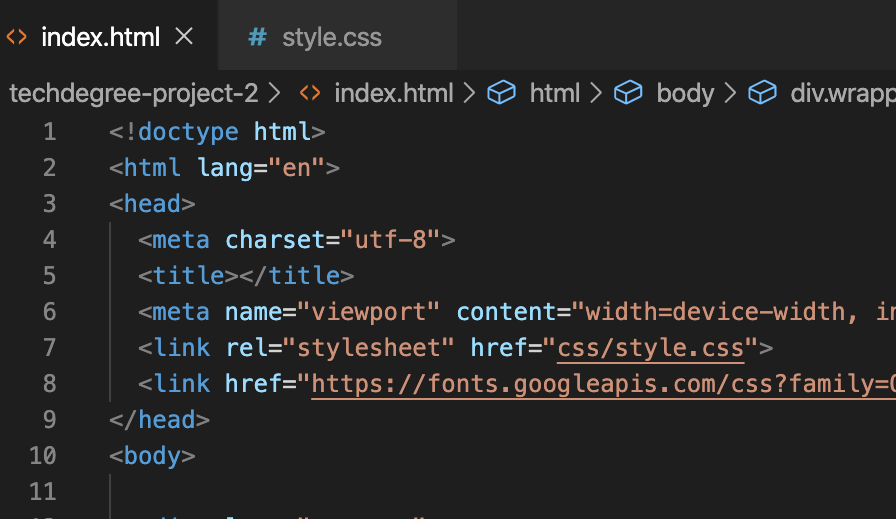 index.html
# style.css
techdegree-project-2 > index.html > html > body > div.wrapp
1 <!doctype html>
2 <html lang="en">
3 <head>
4 <meta charset="utf-8">
5 <title></title>
6 <meta name="viewport" content="width=device-width, in
7 <link rel="stylesheet" href="css/style.css">
8 <link href="https://fonts.googleapis.com/css?family=
9 </head>
10 <body>
11